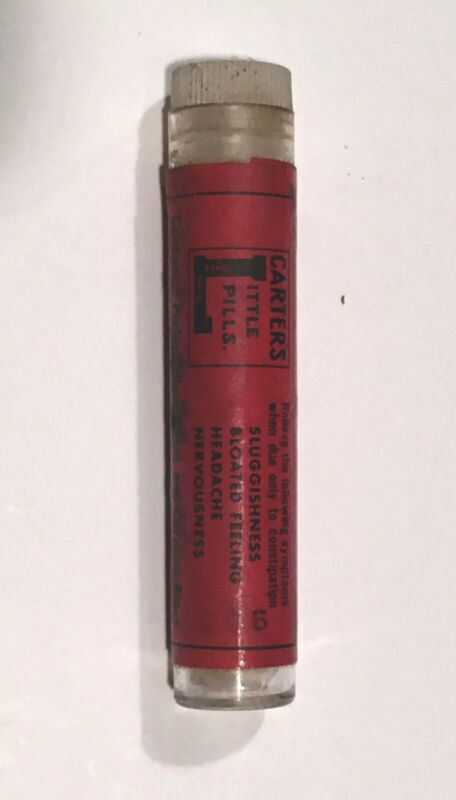 CARTERS
LITTLE
PILLS.
Relieve the following symptoms
when due only to constipation
SLUGGISHNESS
BLOATED FEELING
HEADACHE
NERVOUSNESS